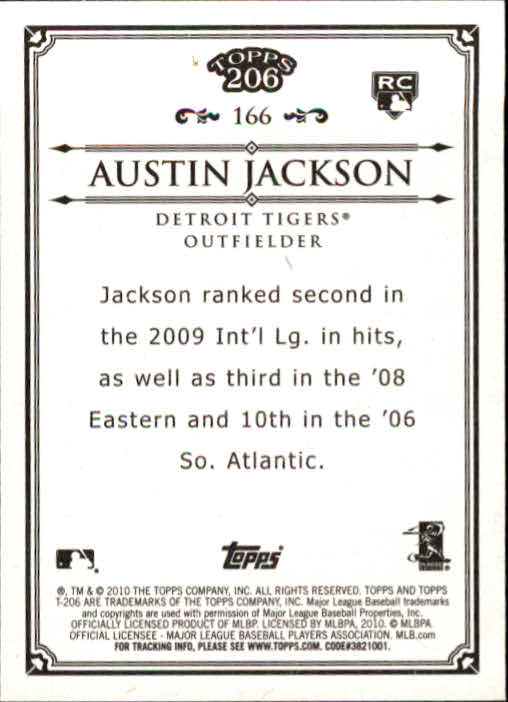 TOPPS
206
RC
166
AUSTIN JACKSON
DETROIT TIGERS®
OUTFIELDER
Jackson ranked second in
the 2009 Int'l Lg. in hits,
as well as third in the '08
Eastern and 10th in the '06
So. Atlantic.
topps
®, TM & © 2010 THE TOPPS COMPANY, INC. ALL RIGHTS RESERVED. TOPPS AND TOPPS
T-206 ARE TRADEMARKS OF THE TOPPS COMPANY, INC. Major League Baseball trademarks
and copyrights are used with permission of Major League Baseball Properties, Inc.
OFFICIALLY LICENSED PRODUCT OF MLBP. LICENSED BY MLBPA, 2010. © MLBPA
OFFICIAL LICENSEE - MAJOR LEAGUE BASEBALL PLAYERS ASSOCIATION. MLB.com
FOR TRACKING INFO, PLEASE SEE WWW.TOPPS.COM. CODE#3821001.